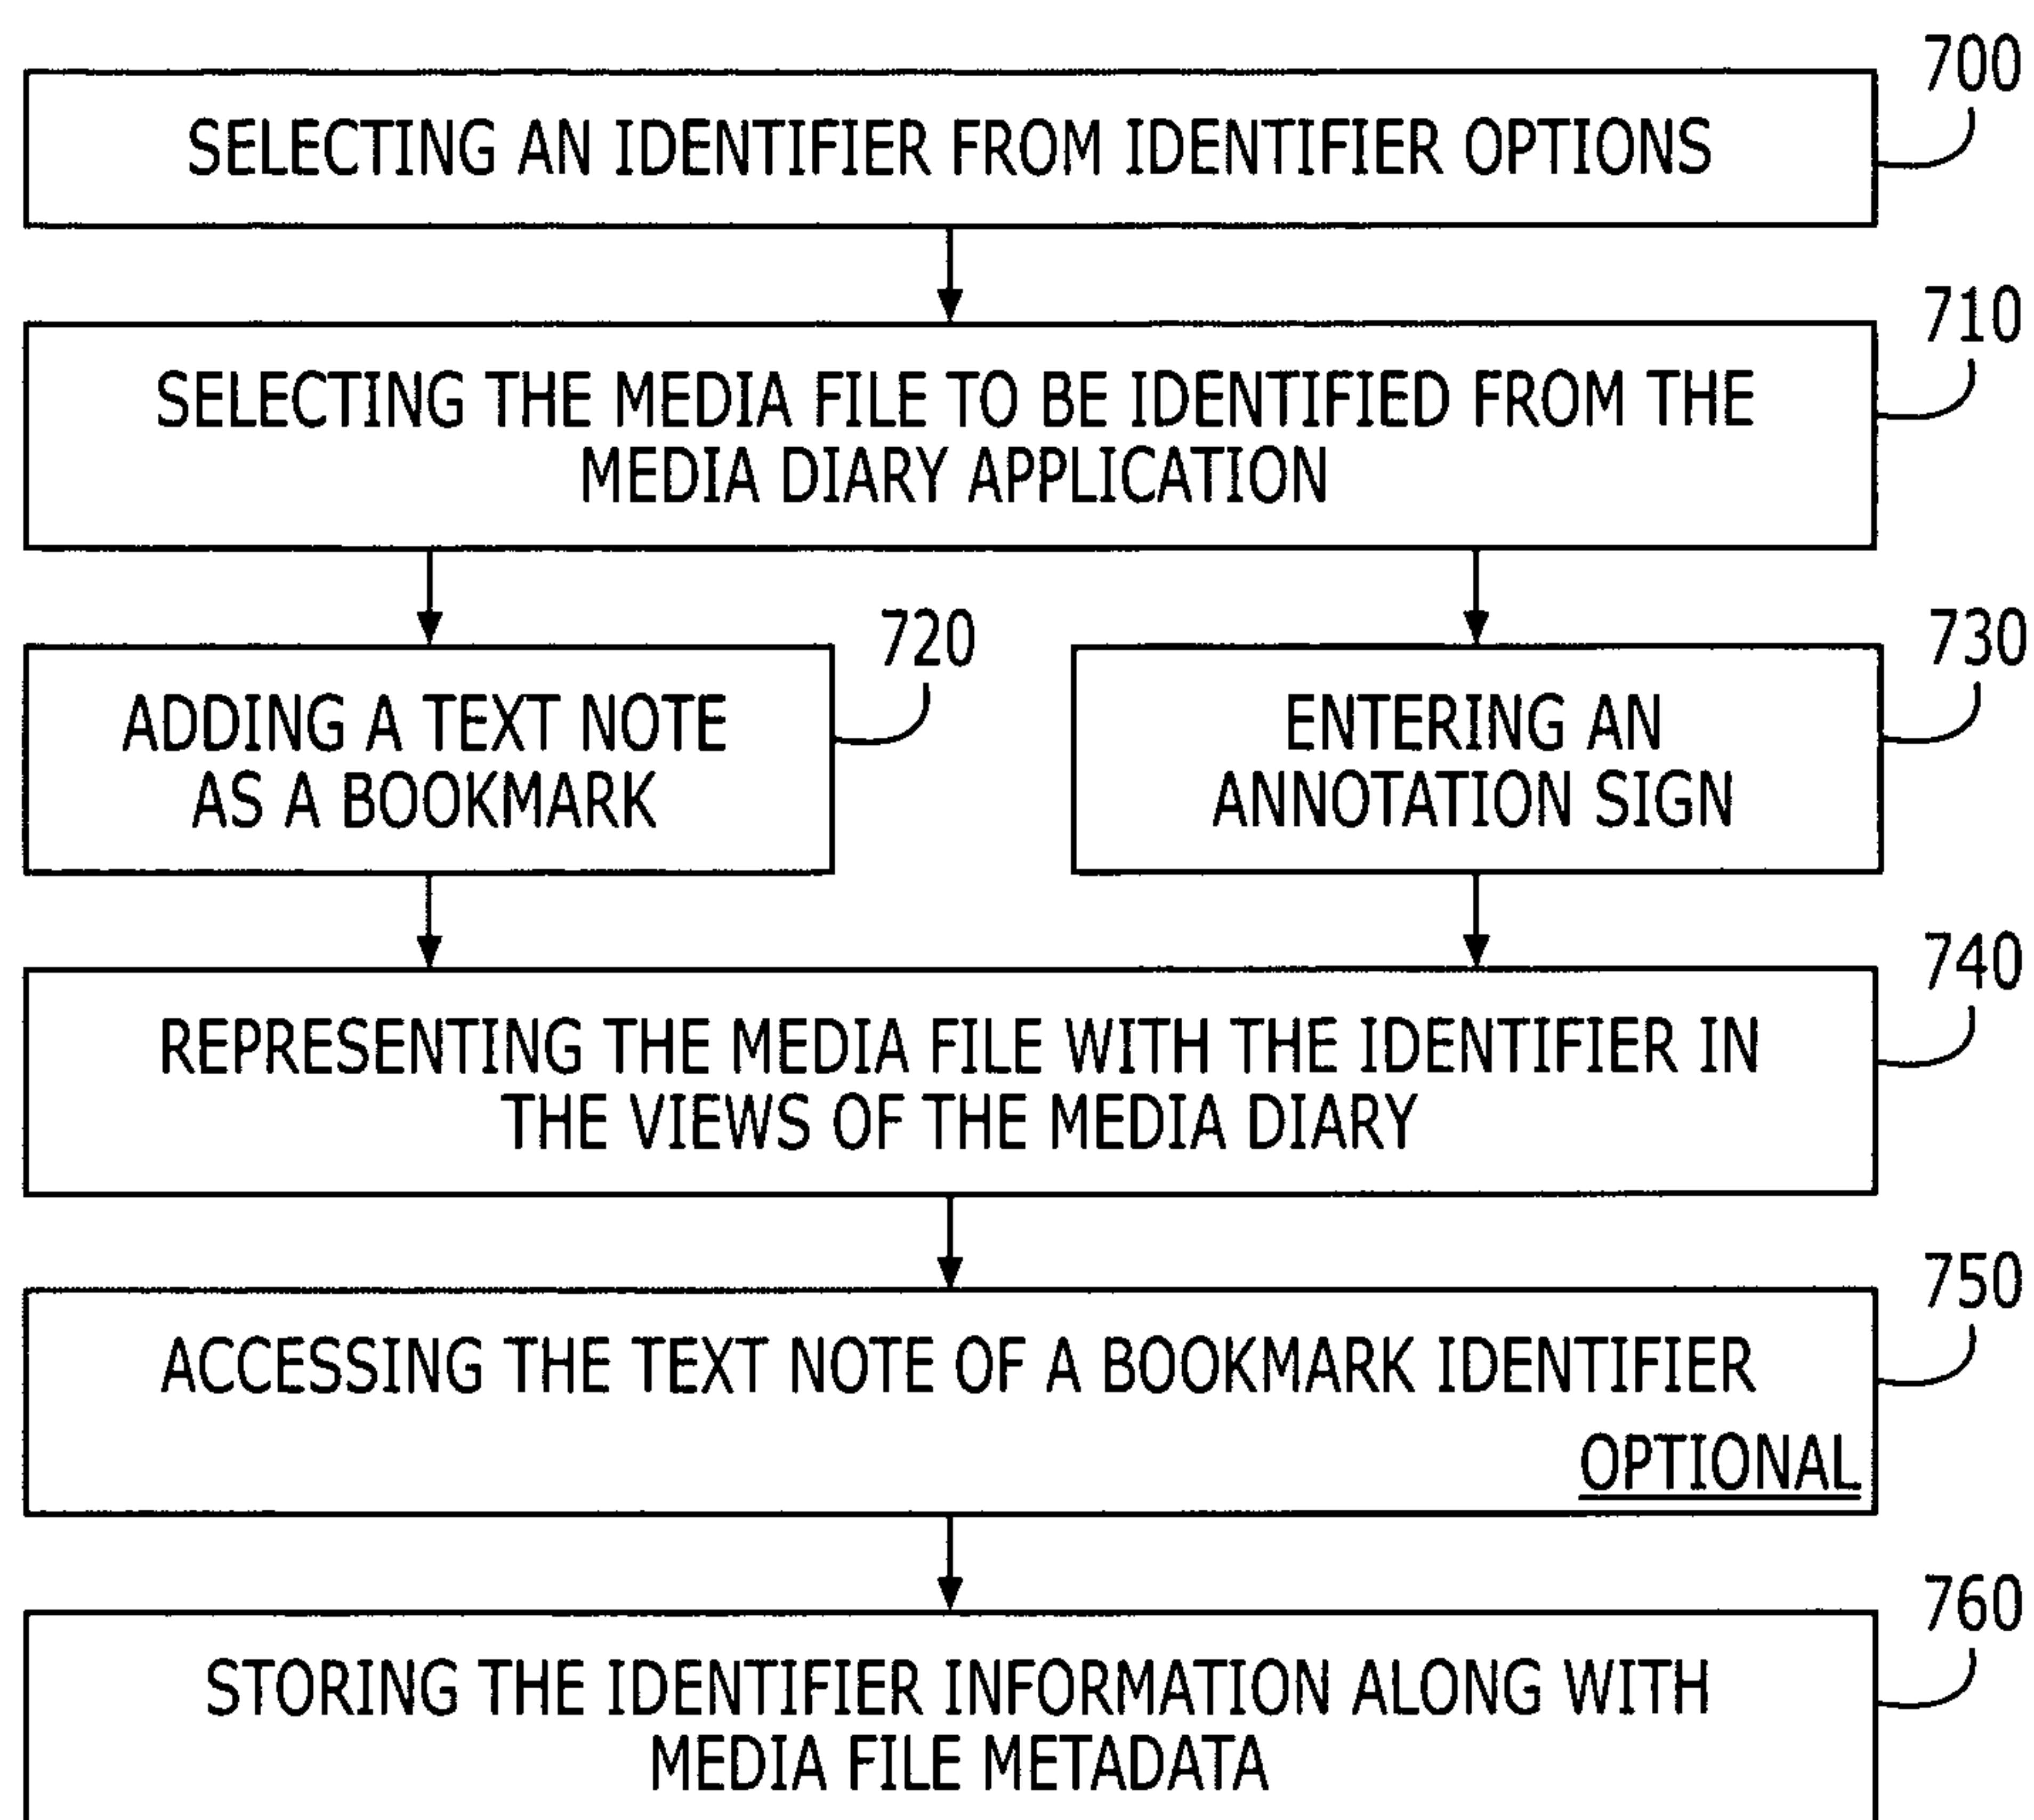 700
SELECTING AN IDENTIFIER FROM IDENTIFIER OPTIONS
710
SELECTING THE MEDIA FILE TO BE IDENTIFIED FROM THE
MEDIA DIARY APPLICATION
720
ADDING A TEXT NOTE
AS A BOOKMARK
730
ENTERING AN
ANNOTATION SIGN
740
REPRESENTING THE MEDIA FILE WITH THE IDENTIFIER IN
THE VIEWS OF THE MEDIA DIARY
750
ACCESSING THE TEXT NOTE OF A BOOKMARK IDENTIFIER
OPTIONAL
760
STORING THE IDENTIFIER INFORMATION ALONG WITH
MEDIA FILE METADATA